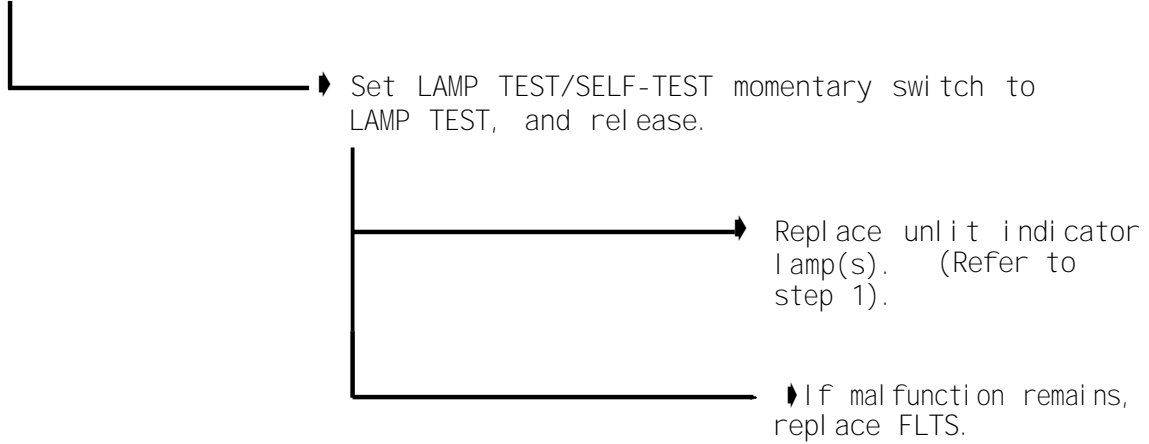 Set LAMP TEST/SELF-TEST momentary switch to
LAMP TEST, and release.
Replace unlit indicator
lamp(s). (Refer to
step 1).
If malfunction remains,
replace FLTS.